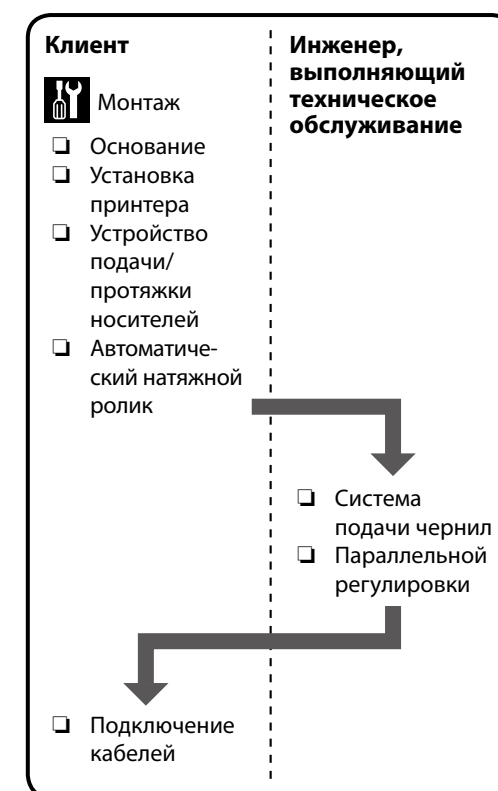 Клиент
Монтаж
❏ Основание
❏ Установка
принтера
❏ Устройство
подачи/
протяжки
носителей
❏ Автоматиче-
ский натяжной
ролик
Инженер,
выполняющий
техническое
обслуживание
❏ Система
подачи чернил
❏ Параллельной
регулировки
❏ Подключение
кабелей